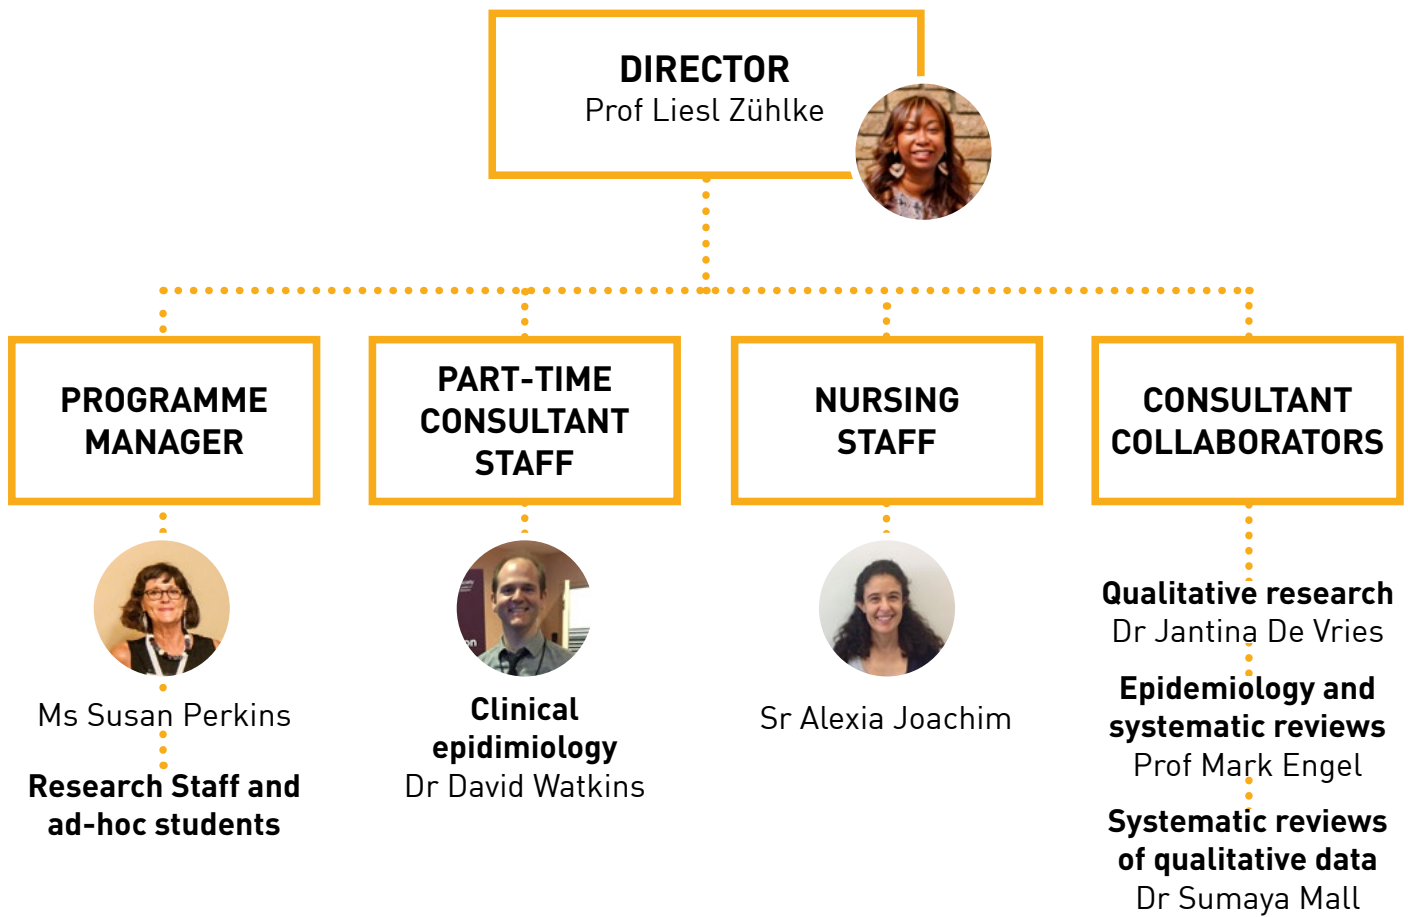 DIRECTOR
Prof Liesl Zühlke
PROGRAMME
MANAGER
PART-TIME
CONSULTANT
STAFF
NURSING
STAFF
CONSULTANT
COLLABORATORS
Ms Susan Perkins
Research Staff and
ad-hoc students
Clinical
epidimiology
Dr David Watkins
Sr Alexia Joachim
Qualitative research
Dr Jantina De Vries
Epidemiology and
systematic reviews
Prof Mark Engel
Systematic reviews
of qualitative data
Dr Sumaya Mall